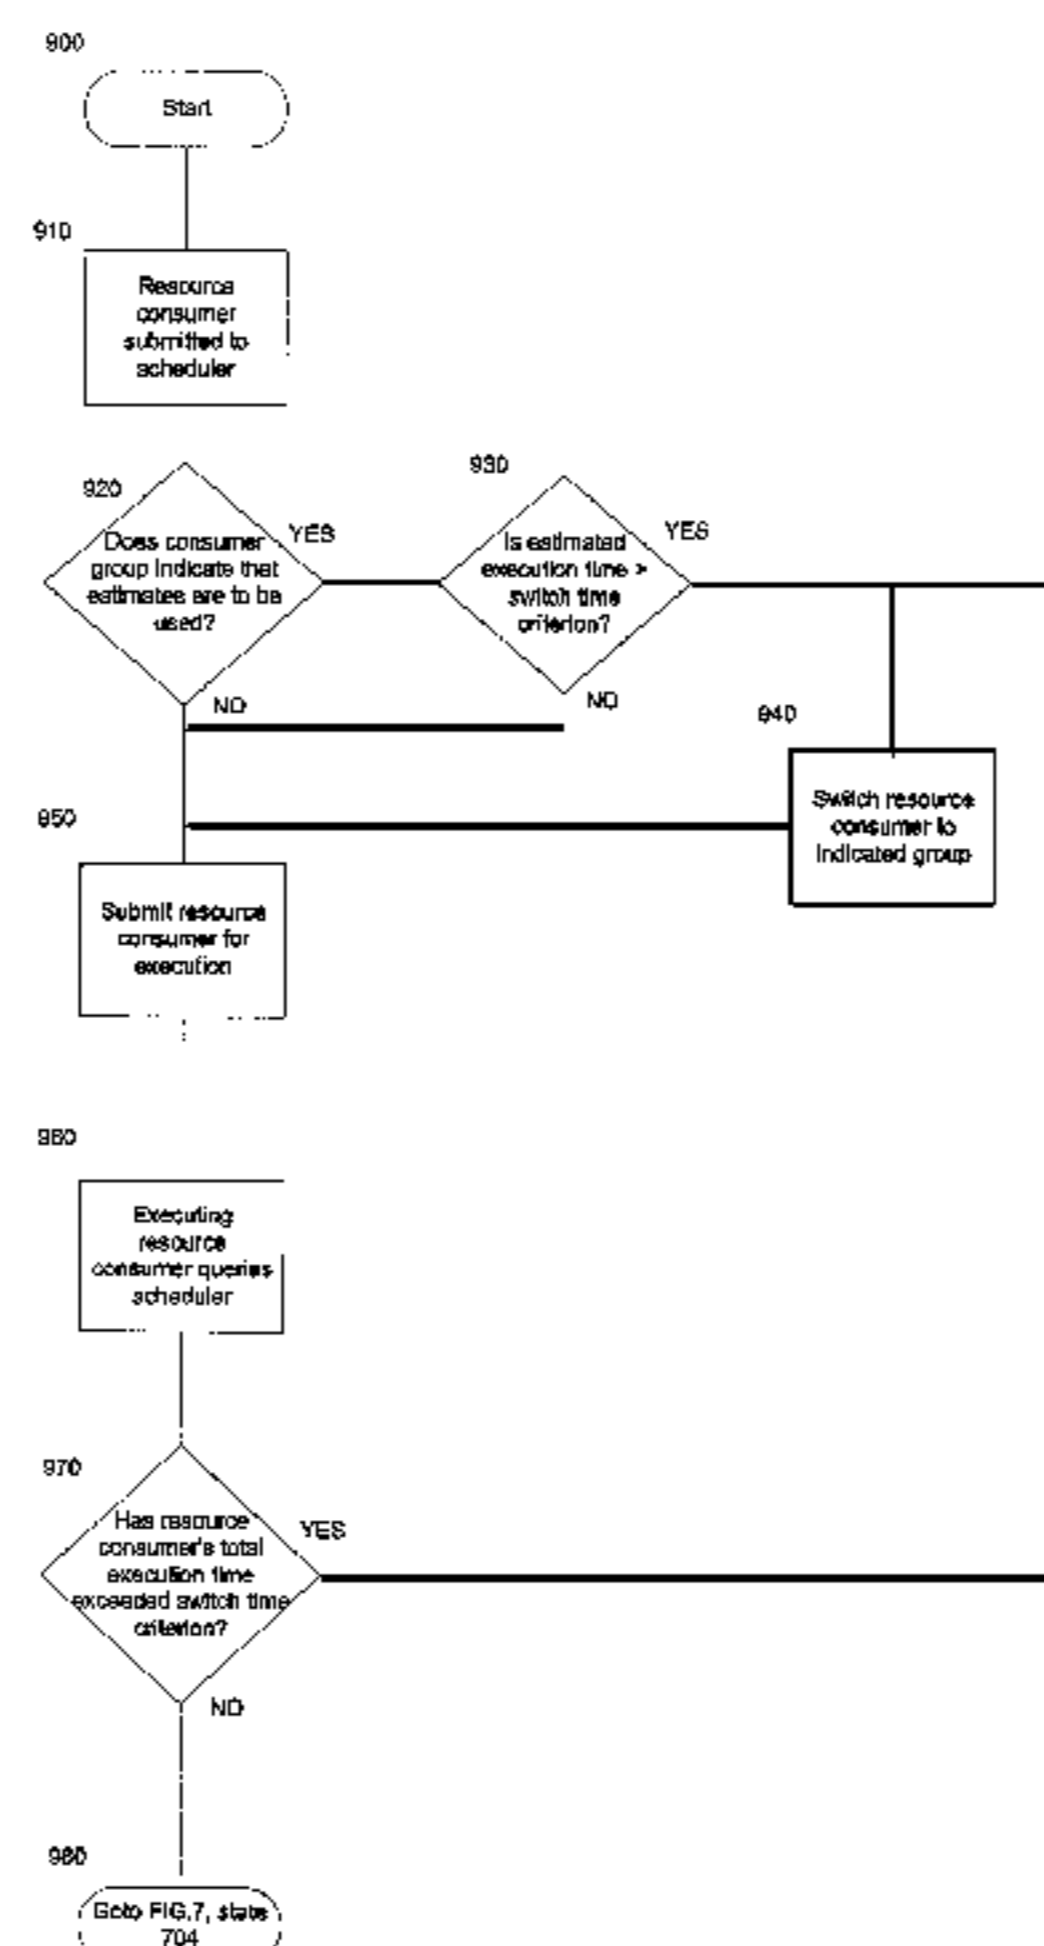 900
Start
910
Resource
consumer
submitted to
scheduler
920
Does consumer
group indicate that
estimates are to be
used?
YES
NO
930
Is estimated
execution time >
switch time
criterion?
YES
NO
940
Switch resource
consumer to
indicated group
950
Submit resource
consumer for
execution
960
Executing
resource
consumer queries
scheduler
970
Has resource
consumer's total
execution time
exceeded switch time
criterion?
YES
NO
980
Goto FIG.7, state
704